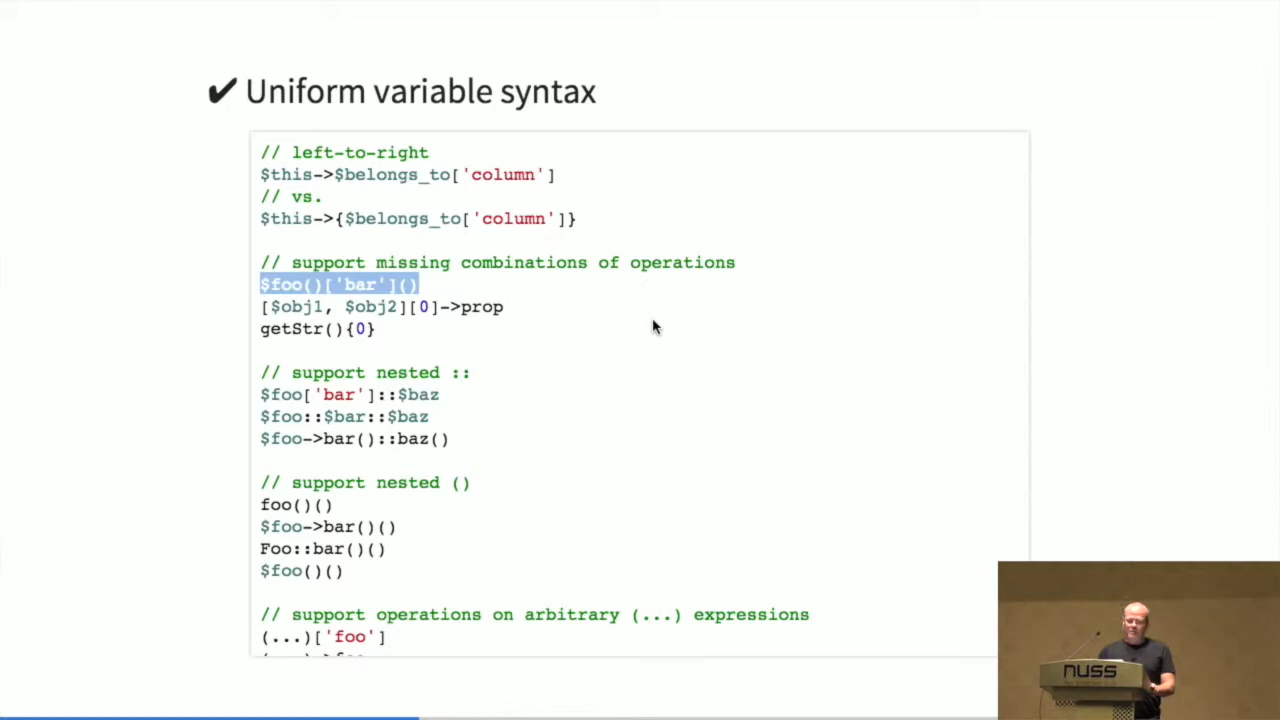 ✔ Uniform variable syntax
// left-to-right
$this->$belongs_to['column']
// vs.
$this->{$belongs_to['column']}
// support missing combinations of operations
$foo()['bar']()
[$obj1, $obj2][0]->prop
getStr(){0}
// support nested ::
$foo['bar']::$baz
$foo::$bar::$baz
$foo->bar()::baz()
// support nested ()
foo()()
$foo->bar()()
Foo::bar()()
$foo()()
// support operations on arbitrary (...) expressions
(...)['foo']
nuss